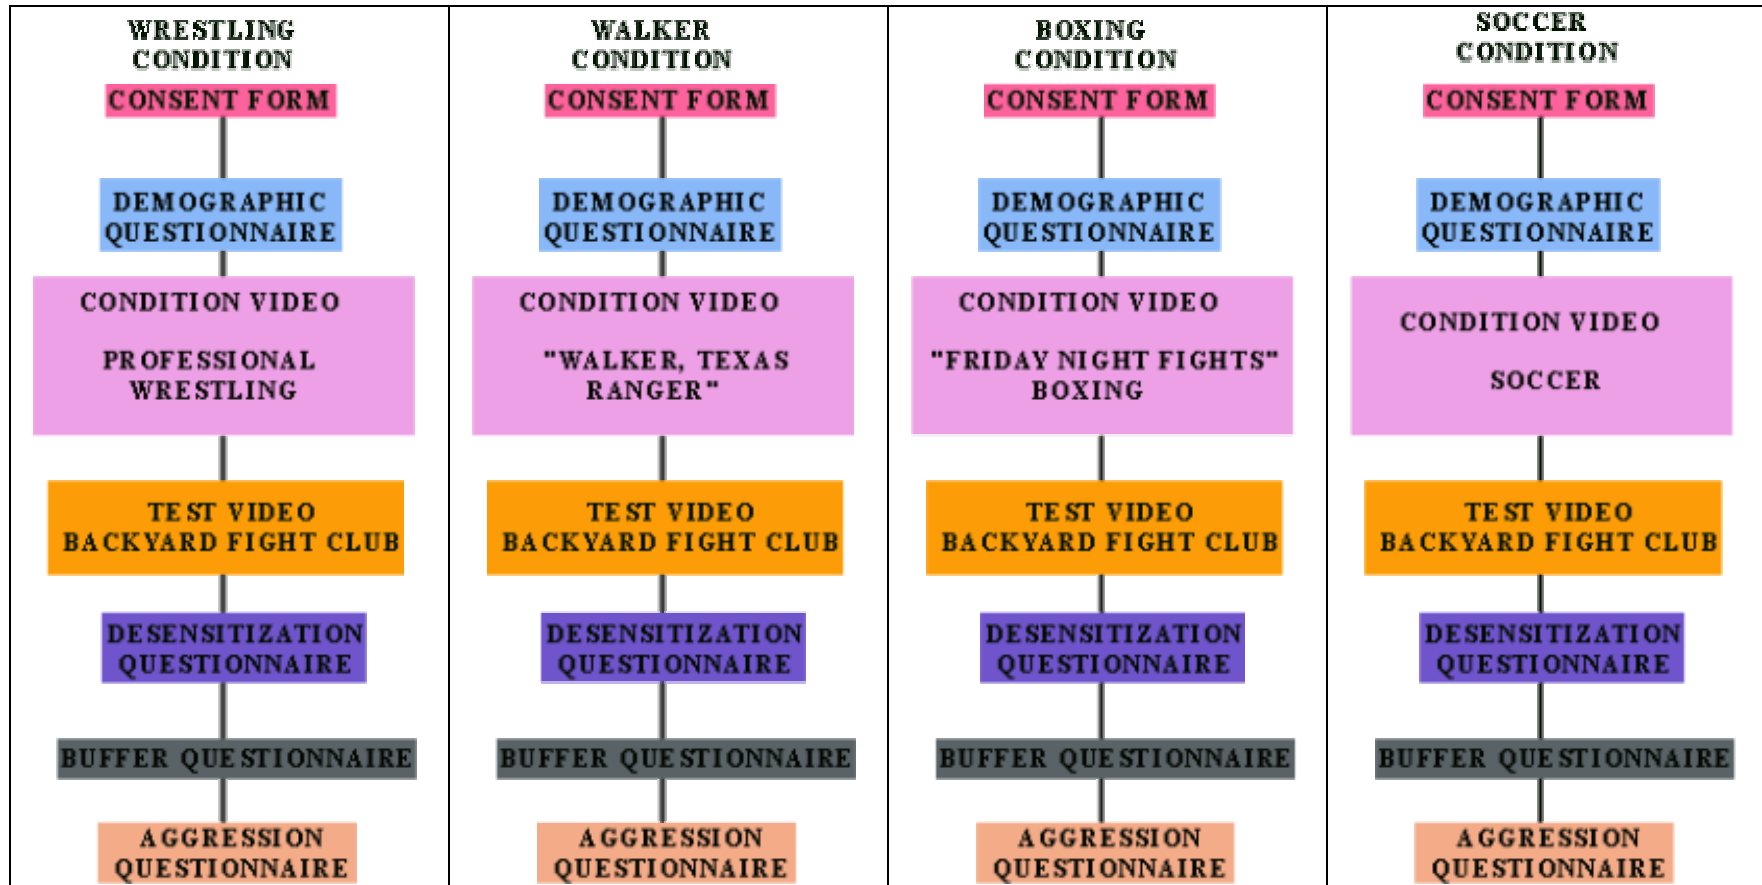 WRESTLING
CONDITION
CONSENT FORM
DEMOGRAPHIC
QUESTIONNAIRE
CONDITION VIDEO
PROFESSIONAL
WRESTLING
TEST VIDEO
BACKYARD FIGHT CLUB
DESENSITIZATION
QUESTIONNAIRE
BUFFER QUESTIONNAIRE
AGGRESSION
QUESTIONNAIRE
WALKER
CONDITION
CONSENT FORM
DEMOGRAPHIC
QUESTIONNAIRE
CONDITION VIDEO
"WALKER, TEXAS
RANGER"
TEST VIDEO
BACKYARD FIGHT CLUB
DESENSITIZATION
QUESTIONNAIRE
BUFFER QUESTIONNAIRE
AGGRESSION
QUESTIONNAIRE
BOXING
CONDITION
CONSENT FORM
DEMOGRAPHIC
QUESTIONNAIRE
CONDITION VIDEO
"FRIDAY NIGHT FIGHTS"
BOXING
TEST VIDEO
BACKYARD FIGHT CLUB
DESENSITIZATION
QUESTIONNAIRE
BUFFER QUESTIONNAIRE
AGGRESSION
QUESTIONNAIRE
SOCCER
CONDITION
CONSENT FORM
DEMOGRAPHIC
QUESTIONNAIRE
CONDITION VIDEO
SOCCER
TEST VIDEO
BACKYARD FIGHT CLUB
DESENSITIZATION
QUESTIONNAIRE
BUFFER QUESTIONNAIRE
AGGRESSION
QUESTIONNAIRE